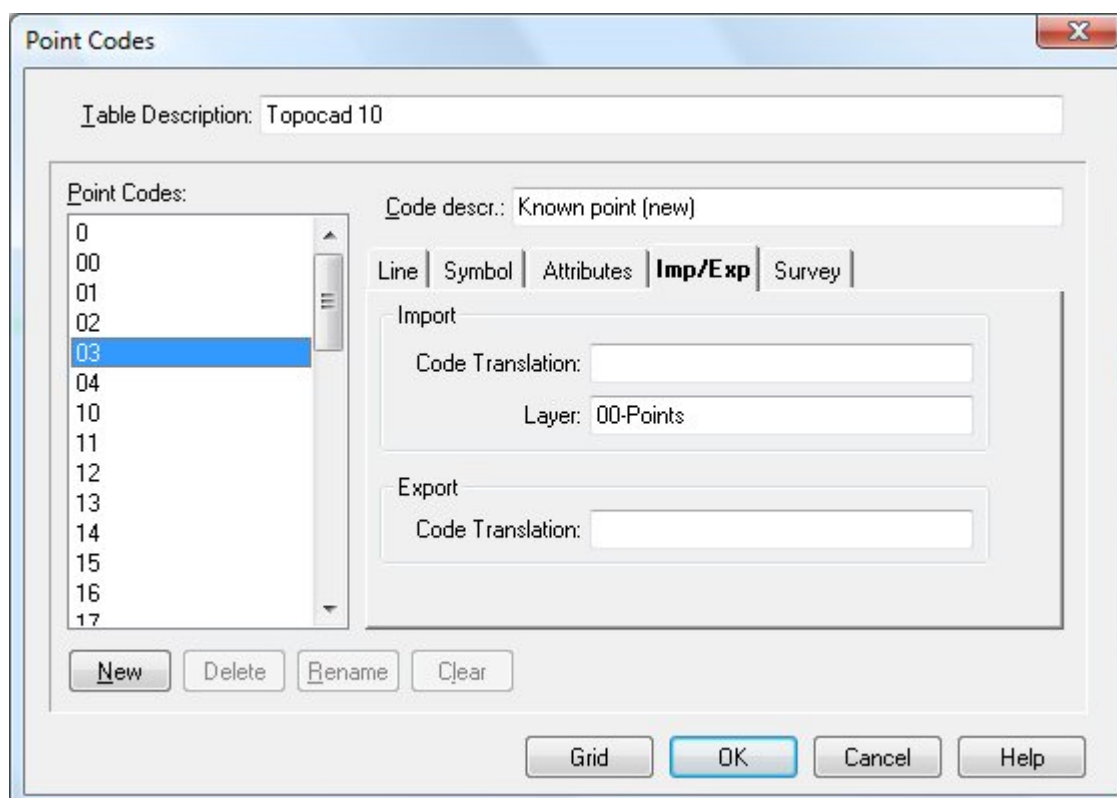 Point Codes
Table Description: Topocad 10
Point Codes:
0
00
01
02
03
04
10
11
12
13
14
15
16
17
Code descr.: Known point (new)
Line Symbol Attributes Imp/Exp Survey
Import
Code Translation:
Layer: 00-Points
Export
Code Translation:
New Delete Rename Clear
Grid OK Cancel Help